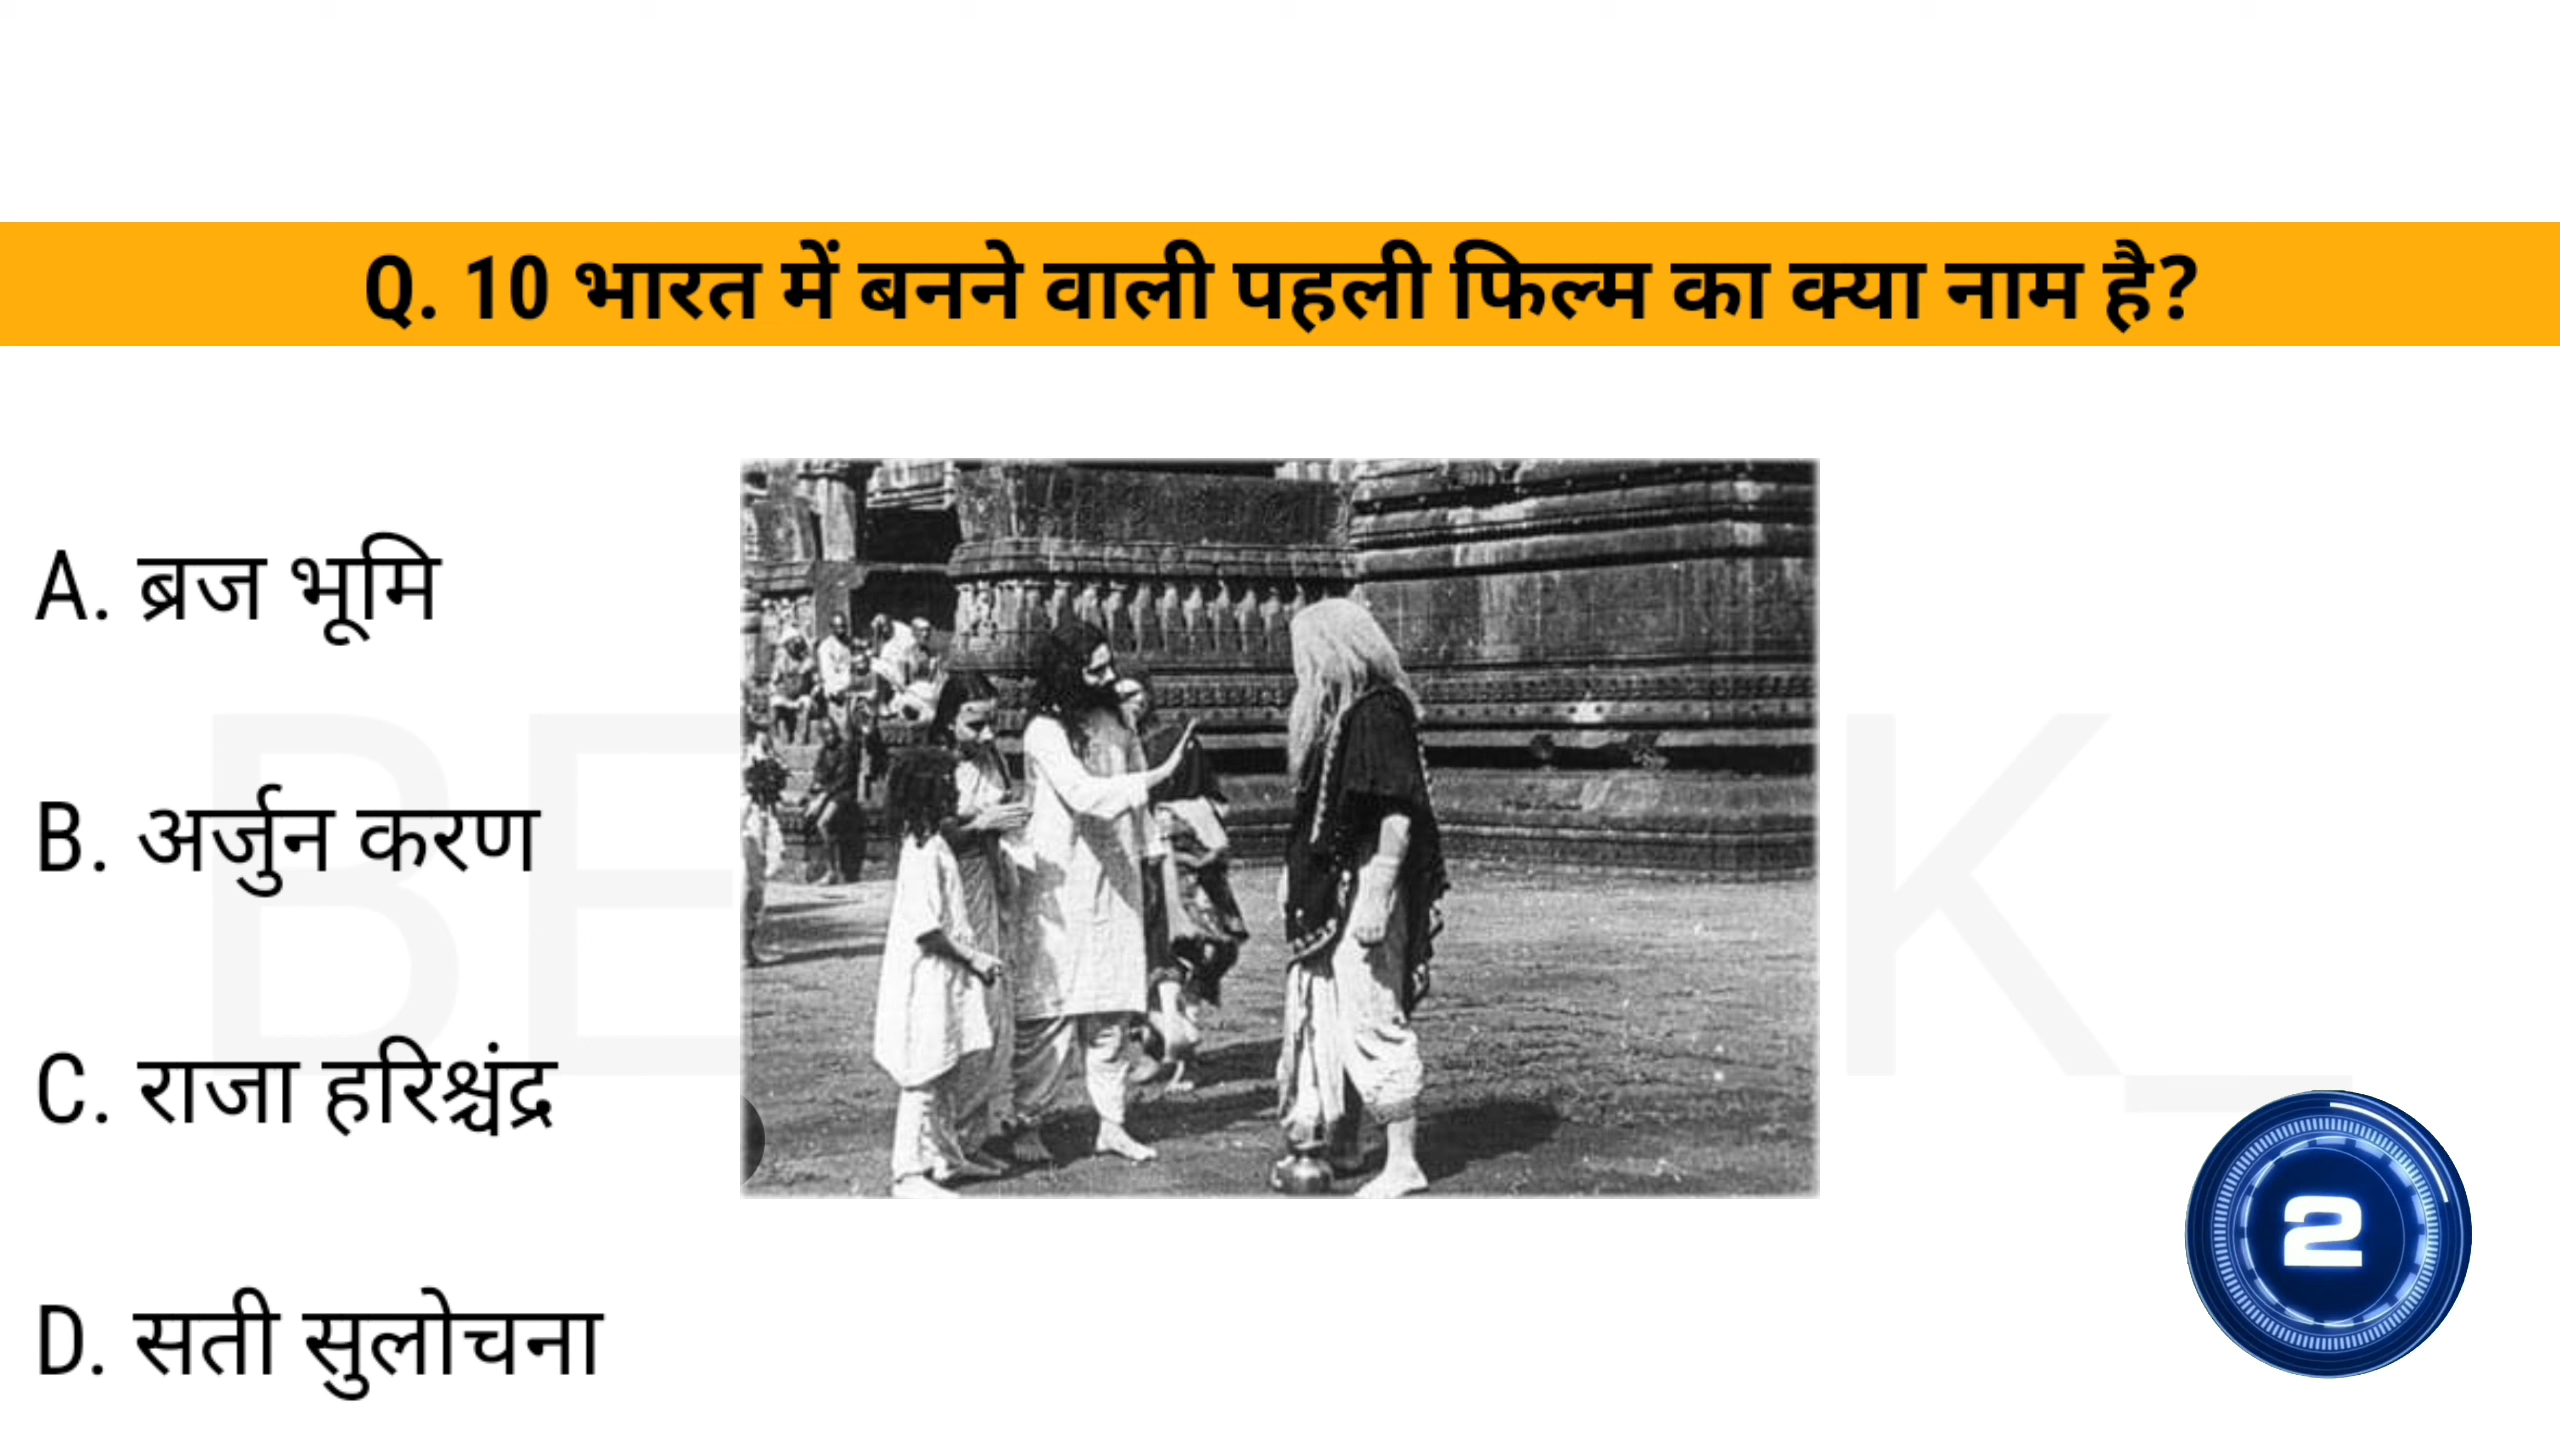 Q. 10 भारत में बनने वाली पहली फिल्म का क्या नाम है?
A. ब्रज भूमि
B. अर्जुन करण
C. राजा हरिश्चंद्र
D. सती सुलोचना
2